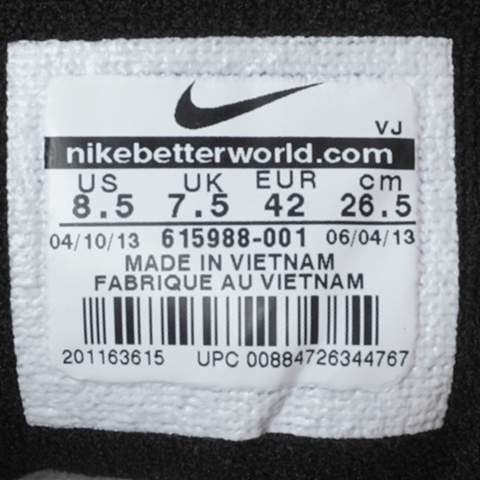 VJ
nikebetterworld.com
US UK EUR cm
8.5 7.5 42 26.5
04/10/13 615988-001 06/04/13
MADE IN VIETNAM
FABRIQUE AU VIETNAM
201163615 UPC 00884726344767